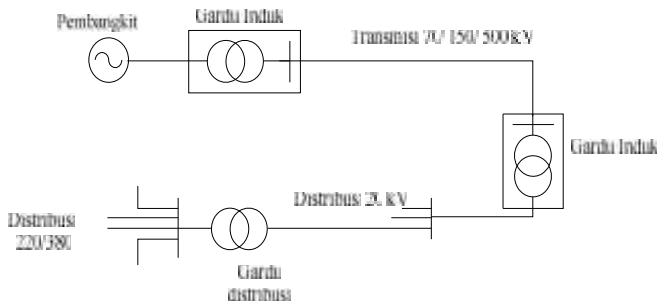 Gardu Induk
Pembangkit
Transmisi 70/ 150/ 500 kV
Gardu Induk
Distribusi 20 kV
Distribusi
220/380
Gardu
distribusi